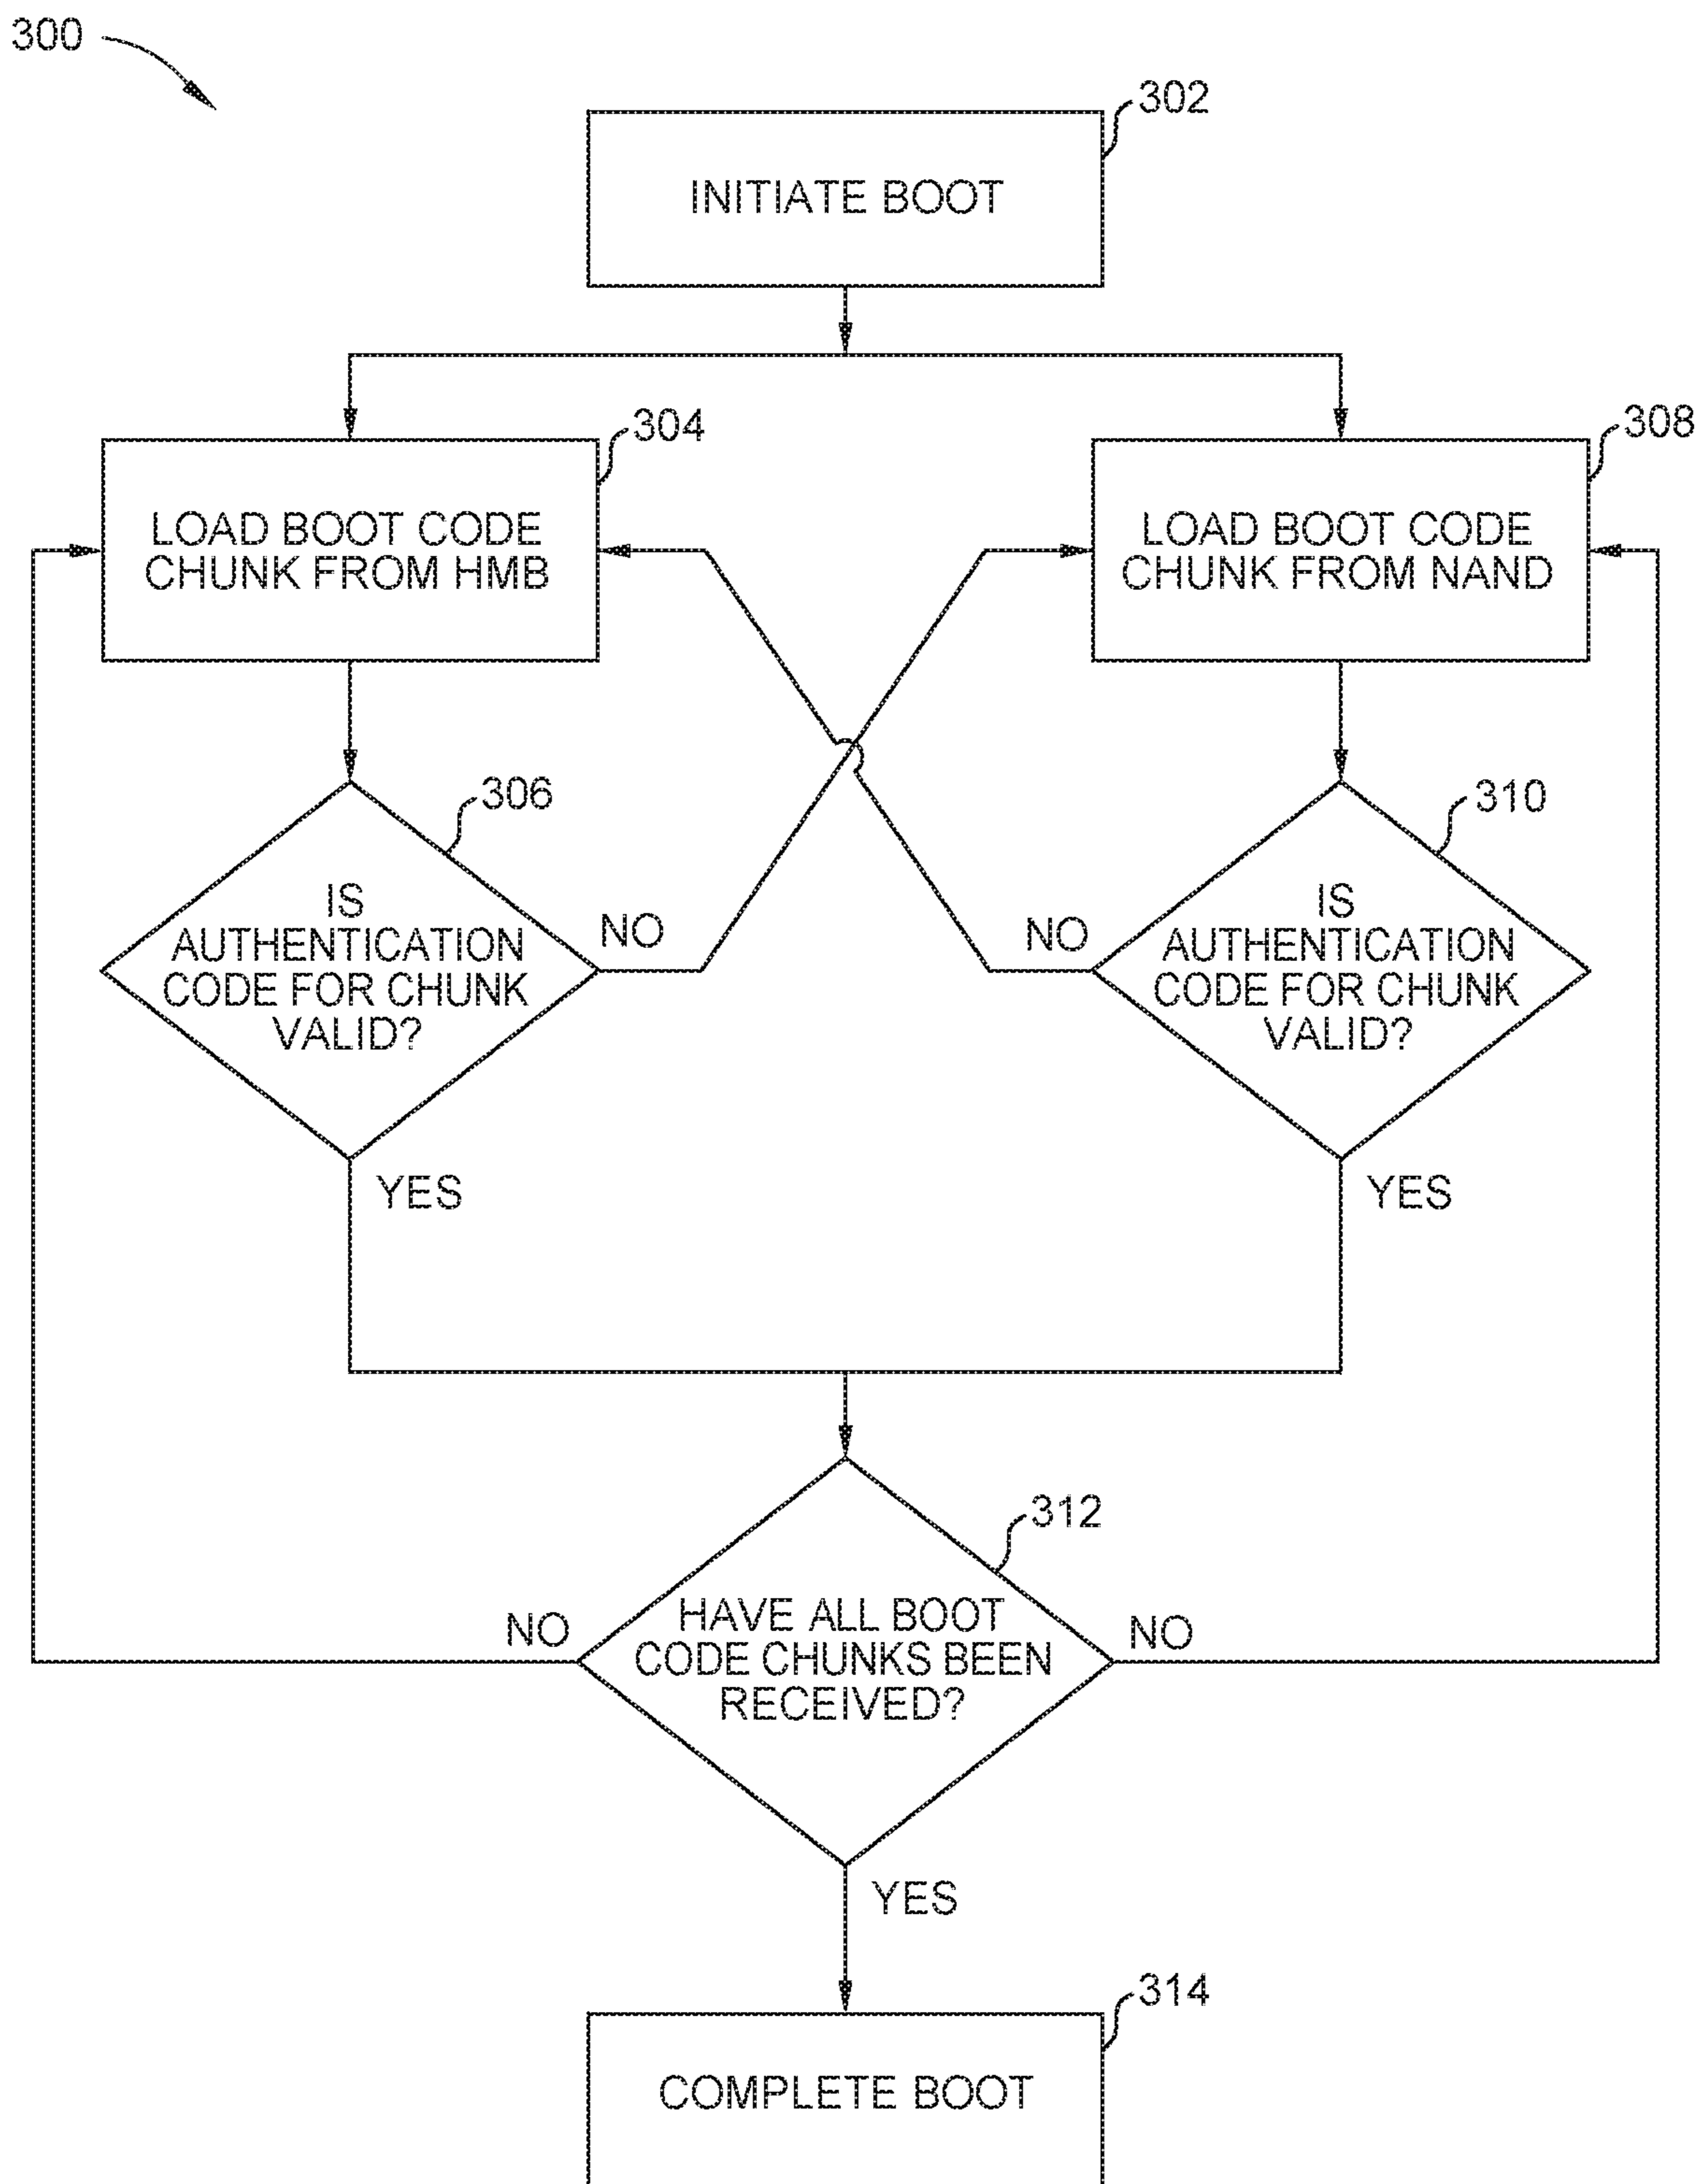 300
302
INITIATE BOOT
304
LOAD BOOT CODE
CHUNK FROM HMB
308
LOAD BOOT CODE
CHUNK FROM NAND
306
IS
AUTHENTICATION
CODE FOR CHUNK
VALID?
NO
YES
310
IS
AUTHENTICATION
CODE FOR CHUNK
VALID?
NO
YES
312
HAVE ALL BOOT
CODE CHUNKS BEEN
RECEIVED?
NO
NO
YES
314
COMPLETE BOOT